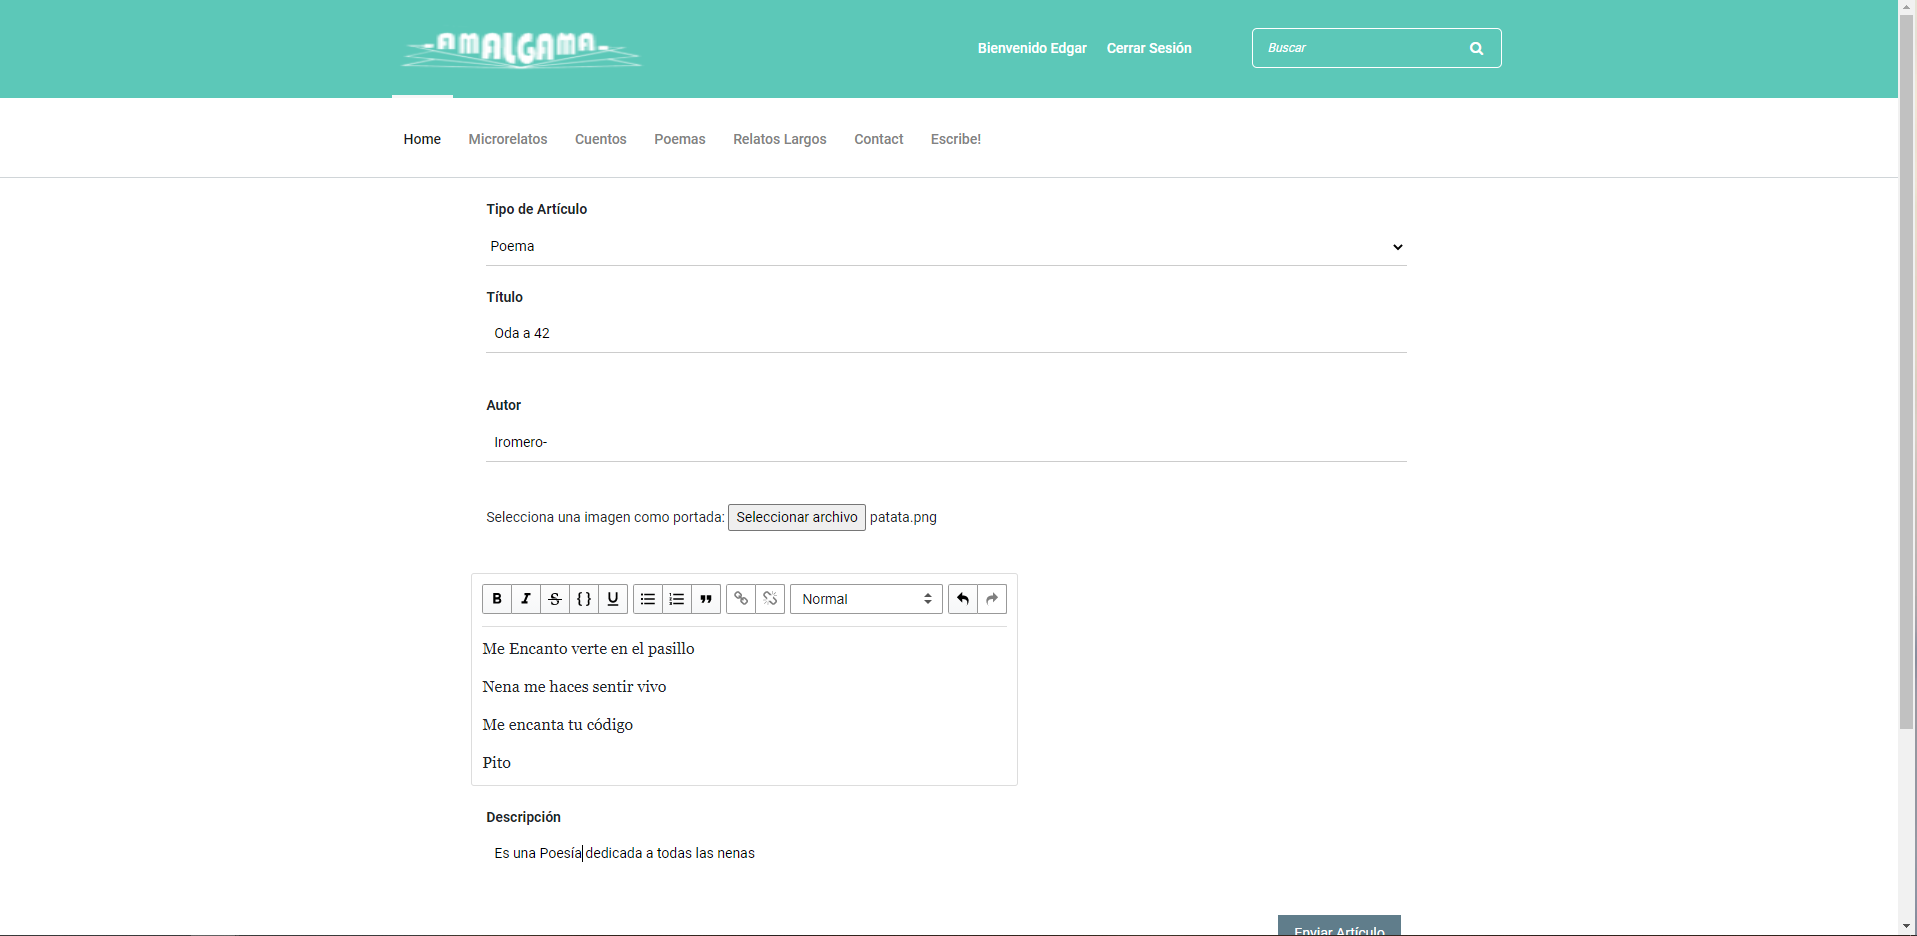 AMALGAMA
Bienvenido Edgar Cerrar Sesión
Buscar
Home Microrelatos Cuentos Poemas Relatos Largos Contact Escribe!
Tipo de Artículo
Poema
Título
Oda a 42
Autor
Iromero-
Selecciona una imagen como portada: Seleccionar archivo patata.png
B I S {} U Normal
Me Encanto verte en el pasillo
Nena me haces sentir vivo
Me encanta tu código
Pito
Descripción
Es una Poesía dedicada a todas las nenas
Enviar Artículo